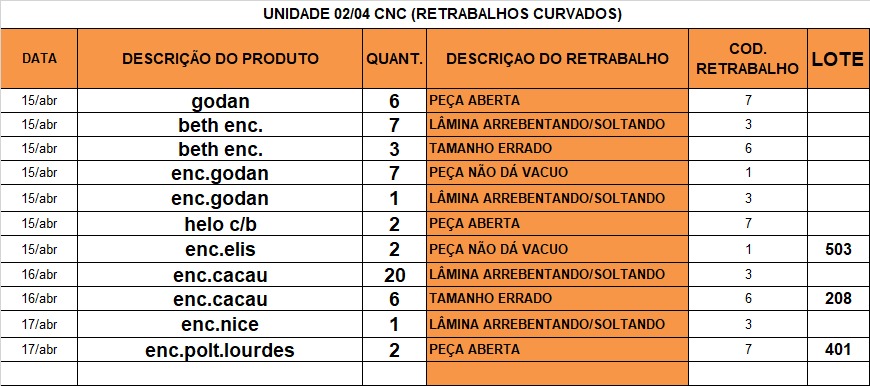 UNIDADE 02/04 CNC (RETRABALHOS CURVADOS)
DATA DESCRIÇÃO DO PRODUTO QUANT. DESCRIÇAO DO RETRABALHO COD. RETRABALHO LOTE
15/abr godan 6 PEÇA ABERTA 7
15/abr beth enc. 7 LÂMINA ARREBENTANDO/SOLTANDO 3
15/abr beth enc. 3 TAMANHO ERRADO 6
15/abr enc.godan 7 PEÇA NÃO DÁ VACUO 1
15/abr enc.godan 1 LÂMINA ARREBENTANDO/SOLTANDO 3
15/abr helo c/b 2 PEÇA ABERTA 7
15/abr enc.elis 2 PEÇA NÃO DÁ VACUO 1 503
16/abr enc.cacau 20 LÂMINA ARREBENTANDO/SOLTANDO 3
16/abr enc.cacau 6 TAMANHO ERRADO 6 208
17/abr enc.nice 1 LÂMINA ARREBENTANDO/SOLTANDO 3
17/abr enc.polt.lourdes 2 PEÇA ABERTA 7 401